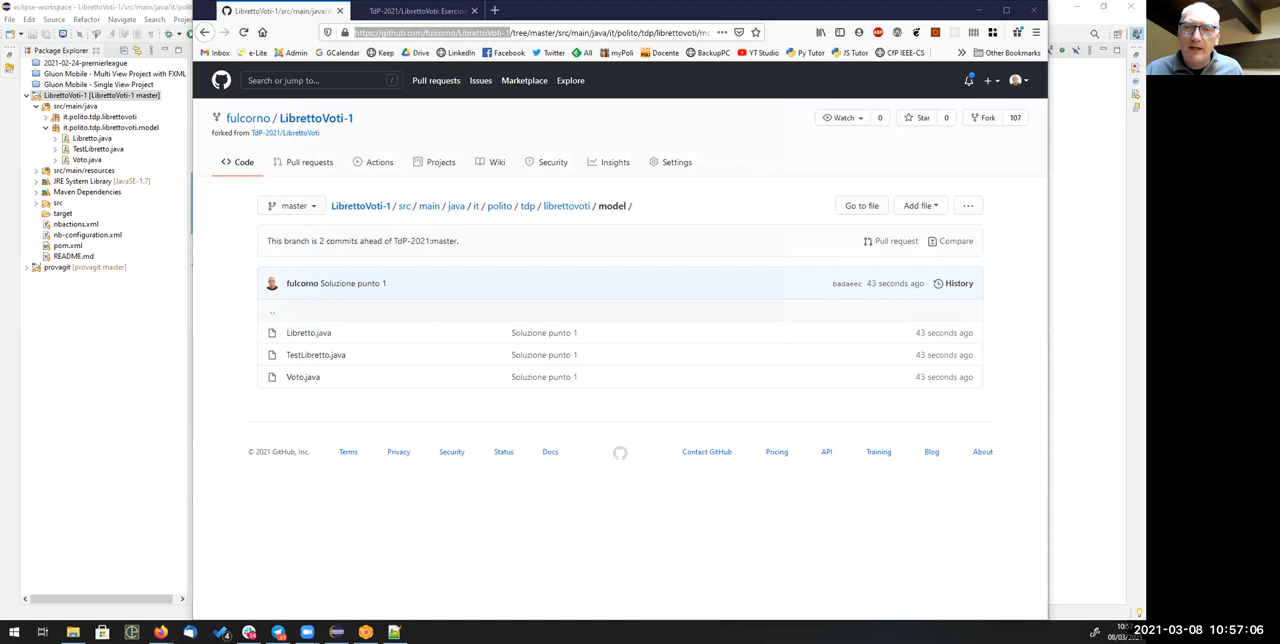 eclipse-workspace - LibrettoVoti-1/src/main/java/it/polit
File Edit Source Refactor Navigate Search Project
Package Explorer
2021-02-24-premierleague
Gluon Mobile - Multi View Project with FXML
Gluon Mobile - Single View Project
LibrettoVoti-1 [LibrettoVoti-1 master]
src/main/java
it.polito.tdp.librettovoti
it.polito.tdp.librettovoti.model
Libretto.java
TestLibretto.java
Voto.java
src/main/resources
JRE System Library [JavaSE-1.7]
Maven Dependencies
src
target
nbactions.xml
nb-configuration.xml
pom.xml
README.md
provagit [provagit master]
LibrettoVoti-1/src/main/java/i
TdP-2021/LibrettoVoti: Esercizi
https://github.com/fulcorno/LibrettoVoti-1/tree/master/src/main/java/it/polito/tdp/librettovoti/mo
Inbox e-Lite Admin GCalendar Keep Drive LinkedIn Facebook Twitter All myPoli Docente BackupPC YT Studio Py Tutor JS Tutor CfP IEEE-CS Other Bookmarks
Search or jump to... / Pull requests Issues Marketplace Explore
fulcorno / LibrettoVoti-1
forked from TdP-2021/LibrettoVoti
Watch 0 Star 0 Fork 107
Code Pull requests Actions Projects Wiki Security Insights Settings
master LibrettoVoti-1 / src / main / java / it / polito / tdp / librettovoti / model / Go to file Add file
This branch is 2 commits ahead of TdP-2021:master. Pull request Compare
fulcorno Soluzione punto 1 badaeec 43 seconds ago History
..
Libretto.java Soluzione punto 1 43 seconds ago
TestLibretto.java Soluzione punto 1 43 seconds ago
Voto.java Soluzione punto 1 43 seconds ago
© 2021 GitHub, Inc. Terms Privacy Security Status Docs Contact GitHub Pricing API Training Blog About
10:57
08/03/2021
2021-03-08 10:57:06